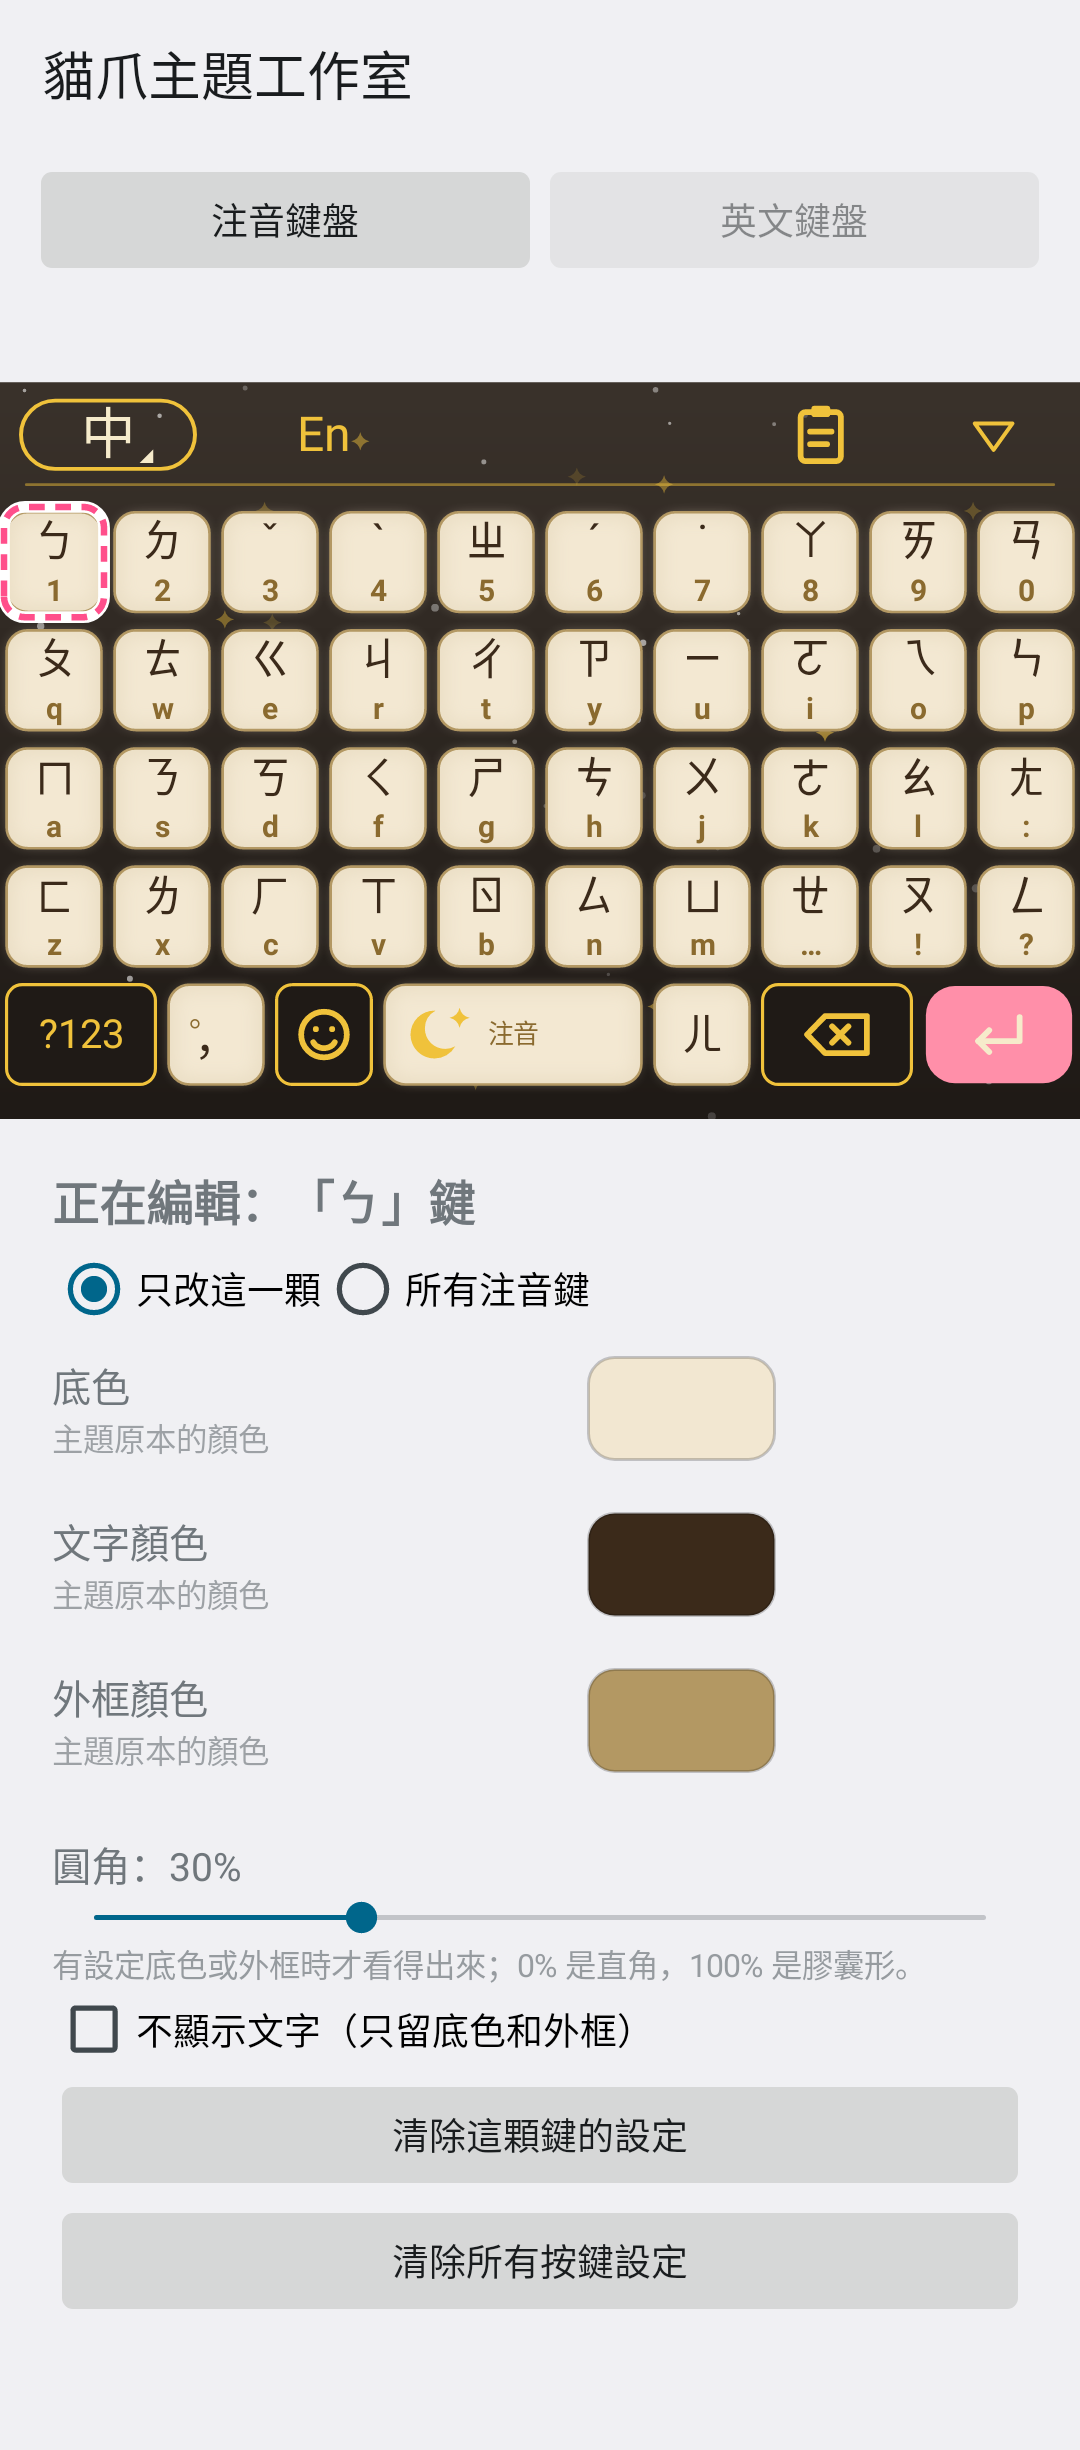 貓爪主題工作室
注音鍵盤 英文鍵盤
中 En
ㄅ ㄉ ˇ ˋ ㄓ ˊ ˙ ㄚ ㄞ ㄢ
1 2 3 4 5 6 7 8 9 0
ㄆ ㄊ ㄍ ㄐ ㄔ ㄗ ㄧ ㄛ ㄟ ㄣ
q w e r t y u i o p
ㄇ ㄋ ㄎ ㄑ ㄕ ㄘ ㄨ ㄜ ㄠ ㄤ
a s d f g h j k l :
ㄈ ㄌ ㄏ ㄒ ㄖ ㄙ ㄩ ㄝ ㄡ ㄥ
z x c v b n m … ! ?
?123 。, 注音 ㄦ
正在編輯：「ㄅ」鍵
只改這一顆 所有注音鍵
底色
主題原本的顏色
文字顏色
主題原本的顏色
外框顏色
主題原本的顏色
圓角：30%
有設定底色或外框時才看得出來；0% 是直角，100% 是膠囊形。
不顯示文字（只留底色和外框）
清除這顆鍵的設定
清除所有按鍵設定